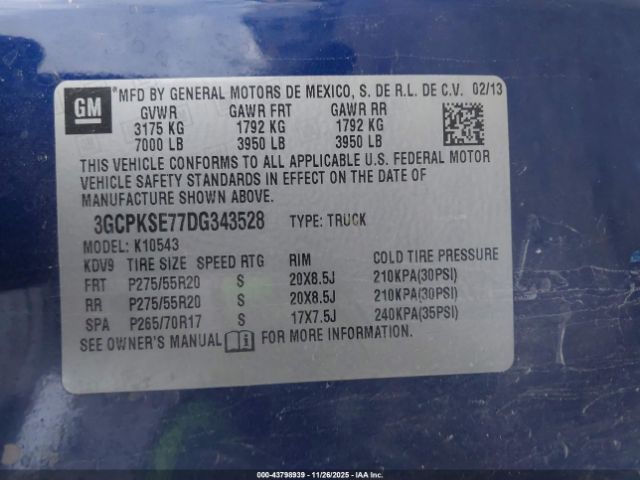 GM *MFD BY GENERAL MOTORS DE MEXICO, S. DE R.L. DE C.V. 02/13
GVWR GAWR FRT GAWR RR
3175 KG 1792 KG 1792 KG
7000 LB 3950 LB 3950 LB
THIS VEHICLE CONFORMS TO ALL APPLICABLE U.S. FEDERAL MOTOR
VEHICLE SAFETY STANDARDS IN EFFECT ON THE DATE OF
MANUFACTURE SHOWN ABOVE.
3GCPKSE77DG343528 TYPE: TRUCK
MODEL: K10543
KDV9 TIRE SIZE SPEED RTG RIM COLD TIRE PRESSURE
FRT P275/55R20 S 20X8.5J 210KPA(30PSI)
RR P275/55R20 S 20X8.5J 210KPA(30PSI)
SPA P265/70R17 S 17X7.5J 240KPA(35PSI)
SEE OWNER'S MANUAL FOR MORE INFORMATION.
000-43798939 - 11/26/2025 - IAA, Inc.